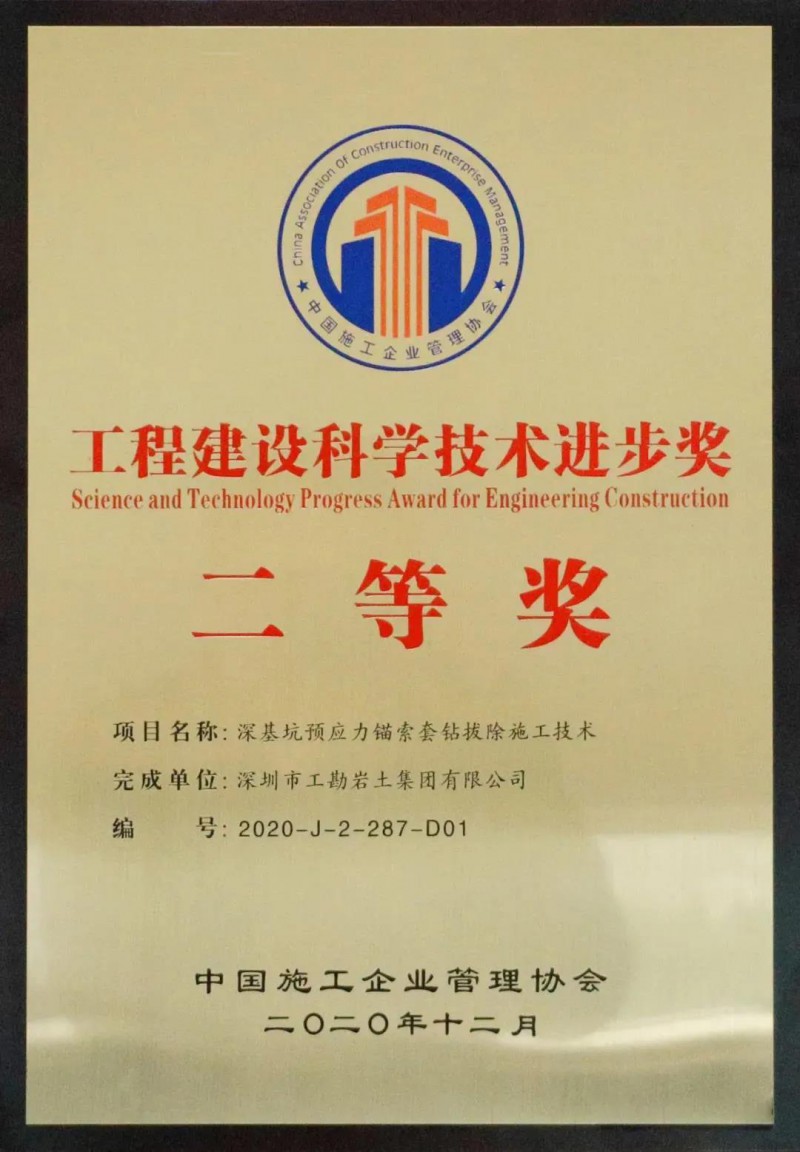 China Association Of Construction Enterprise Management
中国施工企业管理协会
工程建设科学技术进步奖
Science and Technology Progress Award for Engineering Construction
二等奖
项目名称:深基坑预应力锚索套钻拔除施工技术
完成单位:深圳市工勘岩土集团有限公司
编 号:2020-J-2-287-D01
中国施工企业管理协会
二〇二〇年十二月